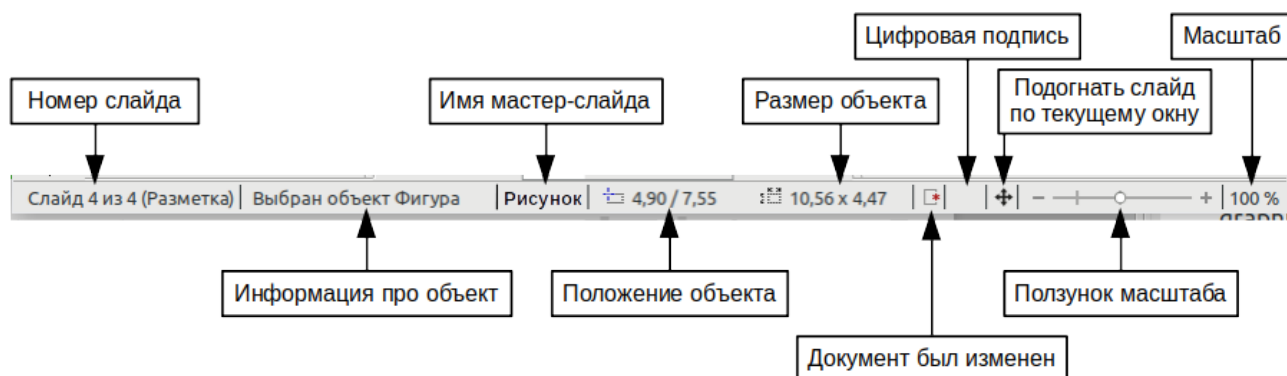 Цифровая подпись
Масштаб
Номер слайда
Имя мастер-слайда
Размер объекта
Подогнать слайд
по текущему окну
Слайд 4 из 4 (Разметка) Выбран объект Фигура Рисунок 4,90 / 7,55 10,56 x 4,47 100 %
Информация про объект
Положение объекта
Ползунок масштаба
Документ был изменен